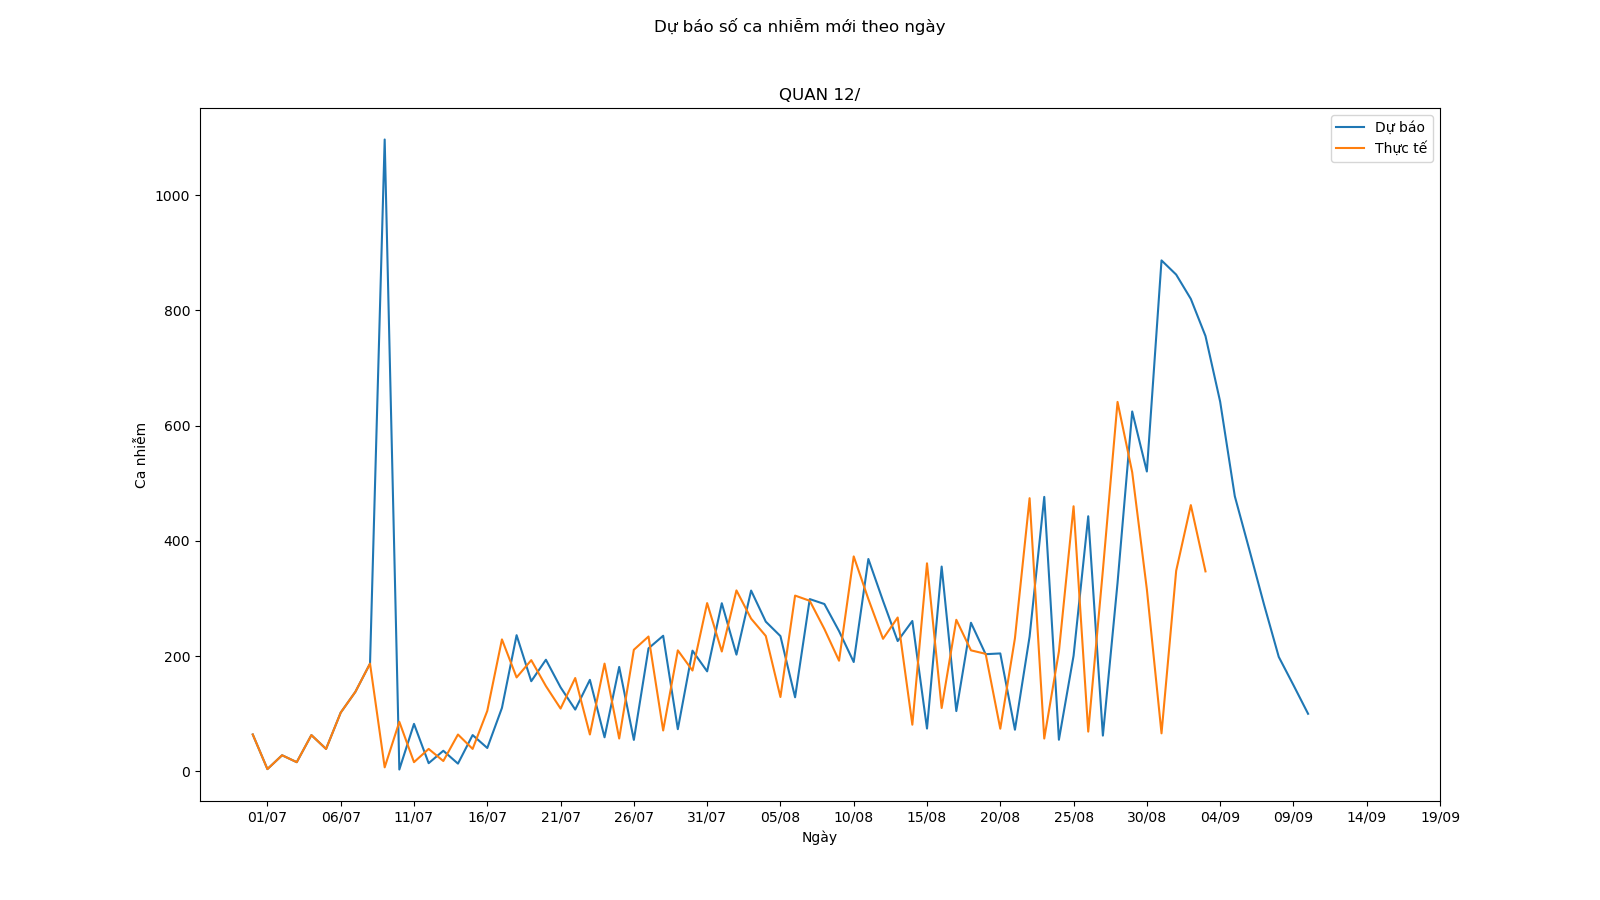 Dự báo số ca nhiễm mới theo ngày
QUAN 12/
Dự báo
Thực tế
1000
800
600
400
200
0
Ca nhiễm
01/07 06/07 11/07 16/07 21/07 26/07 31/07 05/08 10/08 15/08 20/08 25/08 30/08 04/09 09/09 14/09 19/09
Ngày